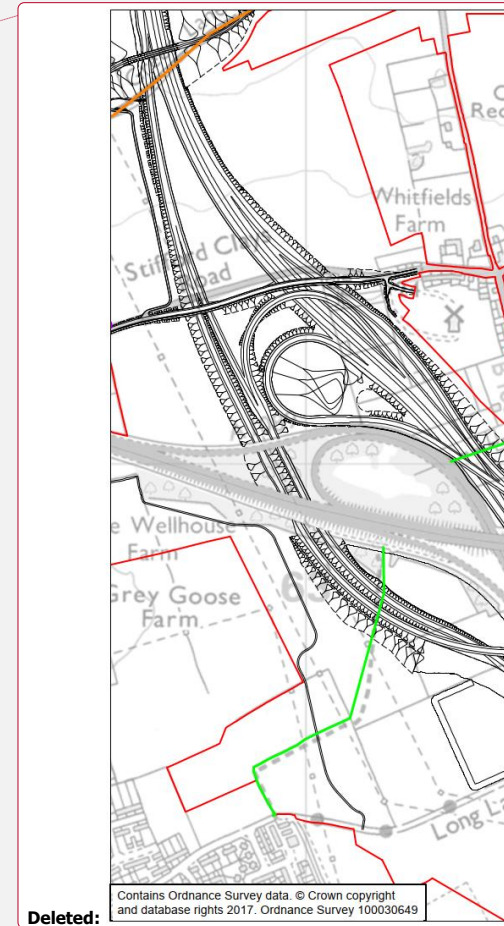 Whitfields
Farm
Stifford Clays
Road
Wellhouse
Farm
Grey Goose
Farm
Long
Contains Ordnance Survey data. © Crown copyright
and database rights 2017. Ordnance Survey 100030649
Deleted: